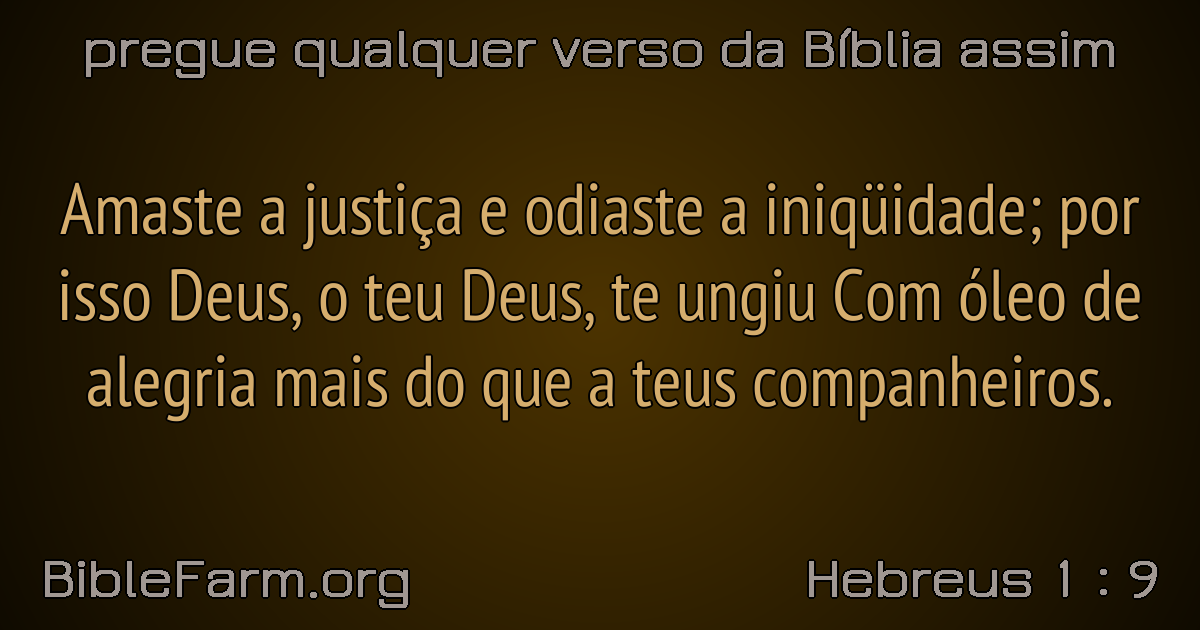 pregue qualquer verso da Bíblia assim
Amaste a justiça e odiaste a iniqüidade; por
isso Deus, o teu Deus, te ungiu Com óleo de
alegria mais do que a teus companheiros.
BibleFarm.org
Hebreus 1 : 9